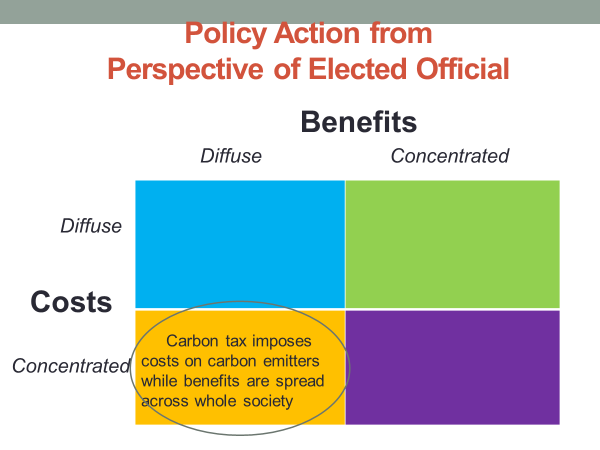 Policy Action from
Perspective of Elected Official
Benefits
Diffuse
Concentrated
Diffuse
Costs
Concentrated
Carbon tax imposes
costs on carbon emitters
while benefits are spread
across whole society